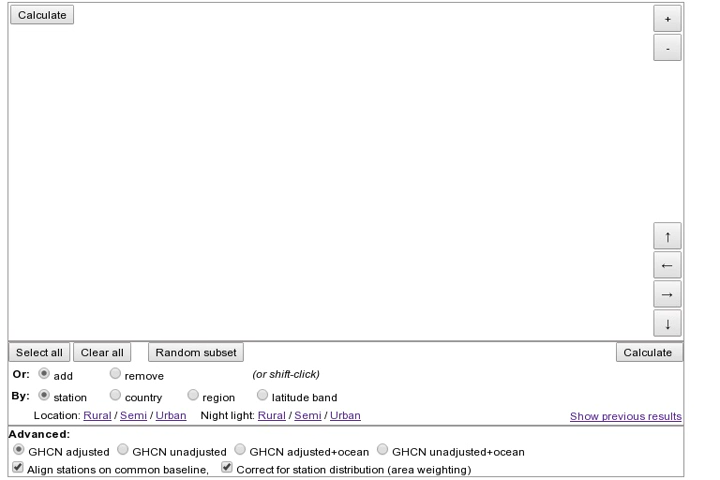 Calculate
+
-
↑
←
→
↓
Select all Clear all Random subset Calculate
Or: add remove (or shift-click)
By: station country region latitude band
Location: Rural / Semi / Urban Night light: Rural / Semi / Urban Show previous results
Advanced:
GHCN adjusted GHCN unadjusted GHCN adjusted+ocean GHCN unadjusted+ocean
Align stations on common baseline, Correct for station distribution (area weighting)